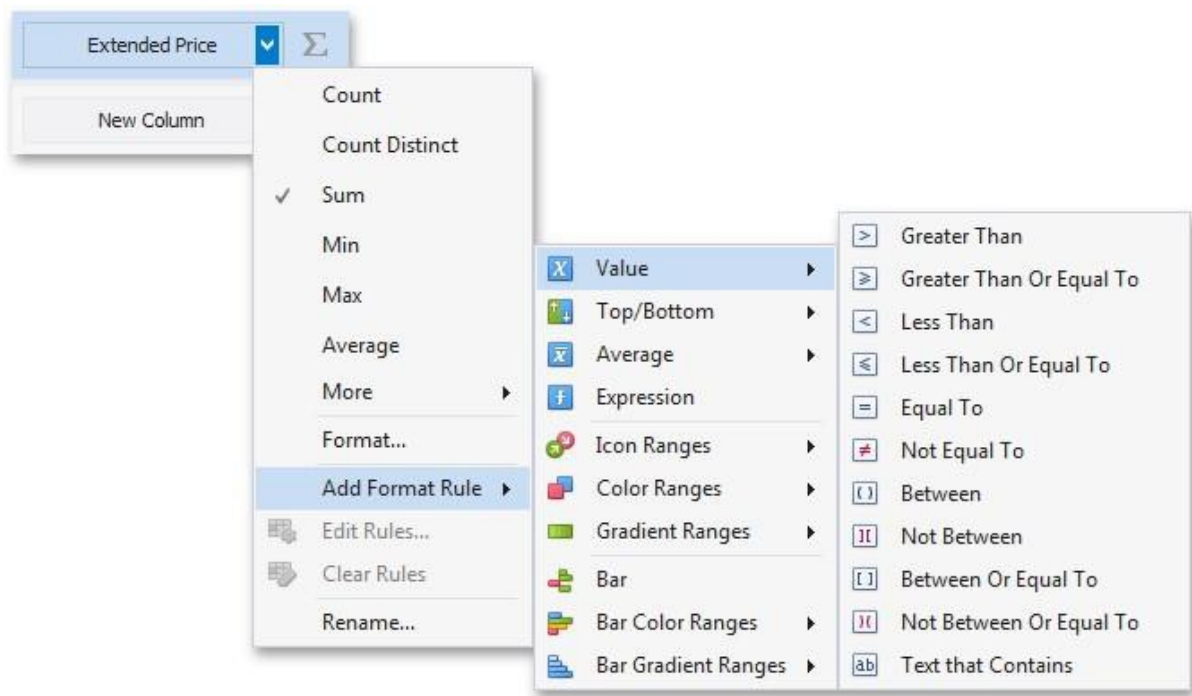 Extended Price
Σ
New Column
Count
Count Distinct
Sum
Min
Max
Average
More
Format...
Add Format Rule
Edit Rules...
Clear Rules
Rename...
Value
Top/Bottom
Average
Expression
Icon Ranges
Color Ranges
Gradient Ranges
Bar
Bar Color Ranges
Bar Gradient Ranges
Greater Than
Greater Than Or Equal To
Less Than
Less Than Or Equal To
Equal To
Not Equal To
Between
Not Between
Between Or Equal To
Not Between Or Equal To
Text that Contains